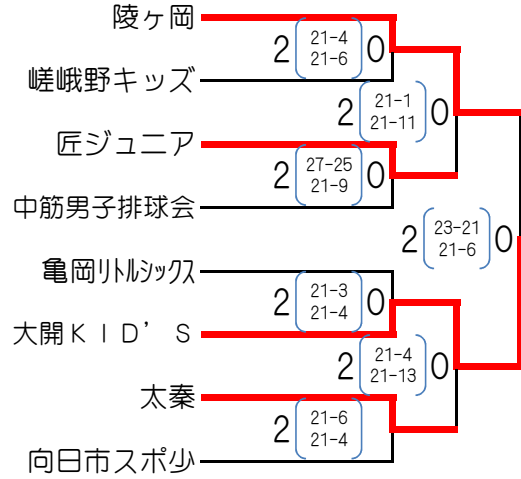 陵ヶ岡
2 21-4 0
21-6
嵯峨野キッズ
2 21-1 0
21-11
匠ジュニア
2 27-25 0
21-9
中筋男子排球会
2 23-21 0
21-6
亀岡リトルシックス
2 21-3 0
21-4
大開KID'S
2 21-4 0
21-13
太秦
2 21-6
21-4
向日市スポ少